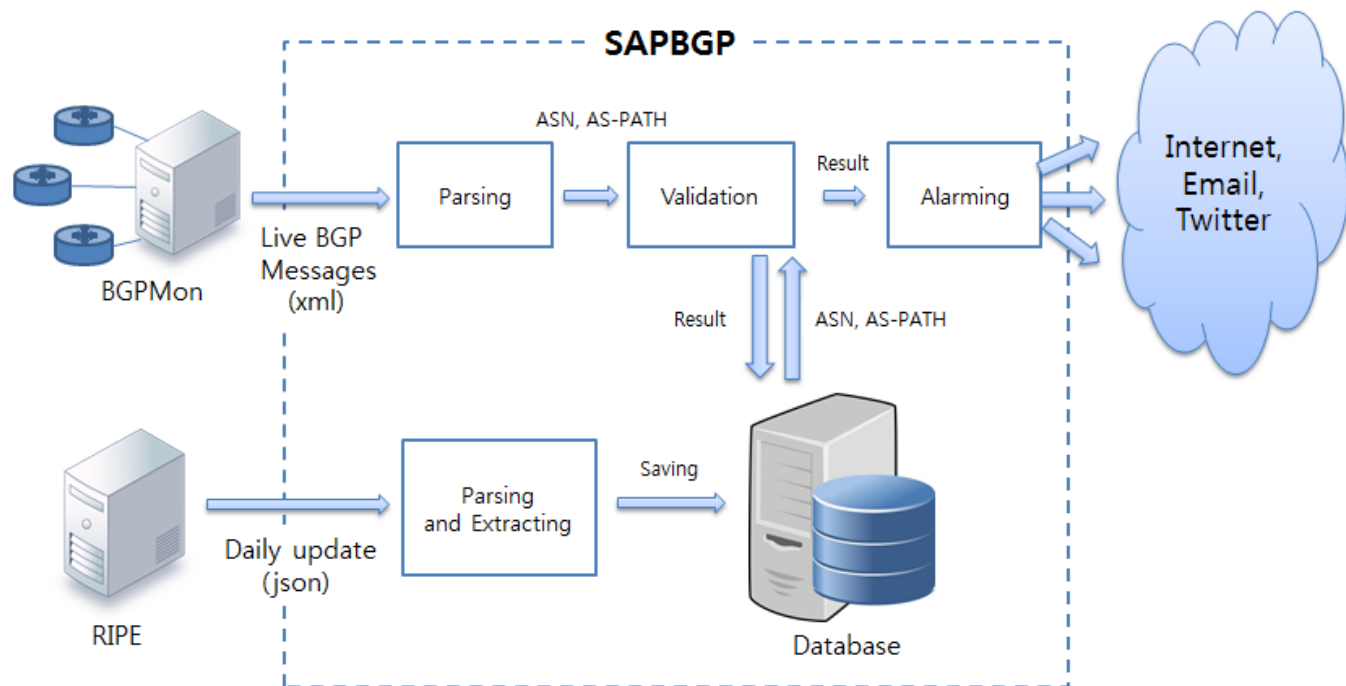 SAPBGP
ASN, AS-PATH
Parsing
Validation
Result
Alarming
Internet,
Email,
Twitter
Live BGP
Messages
(xml)
BGPMon
Result
ASN, AS-PATH
Parsing
and Extracting
Saving
Daily update
(json)
RIPE
Database